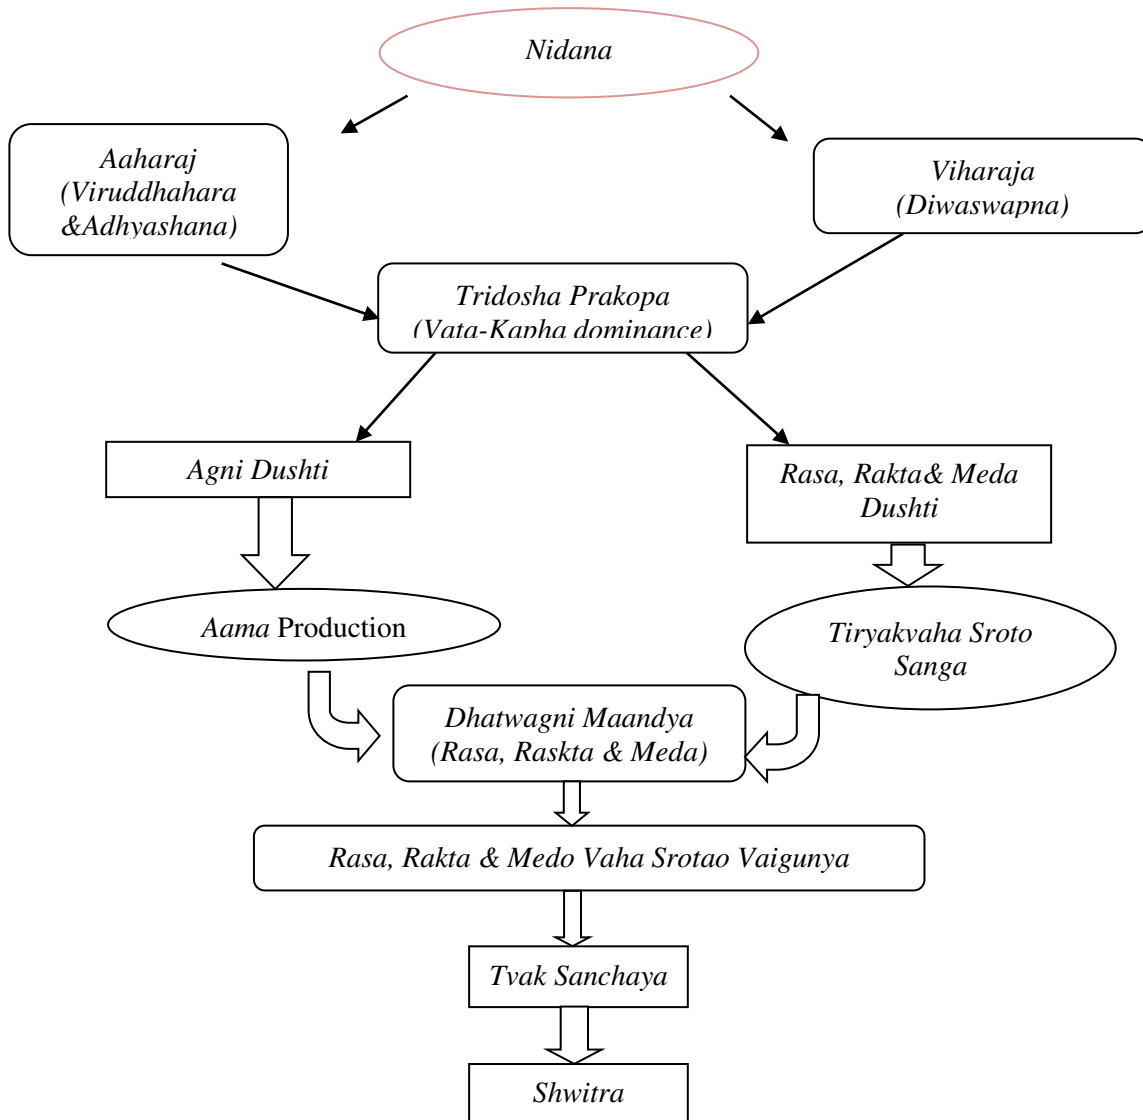 Nidana
Aaharaj
(Viruddhahara
&Adhyashana)
Viharaja
(Diwaswapna)
Tridosha Prakopa
(Vata-Kapha dominance)
Agni Dushti
Rasa, Rakta& Meda
Dushti
Aama Production
Tiryakvaha Sroto
Sanga
Dhatwagni Maandya
(Rasa, Raskta & Meda)
Rasa, Rakta & Medo Vaha Srotao Vaigunya
Tvak Sanchaya
Shwitra